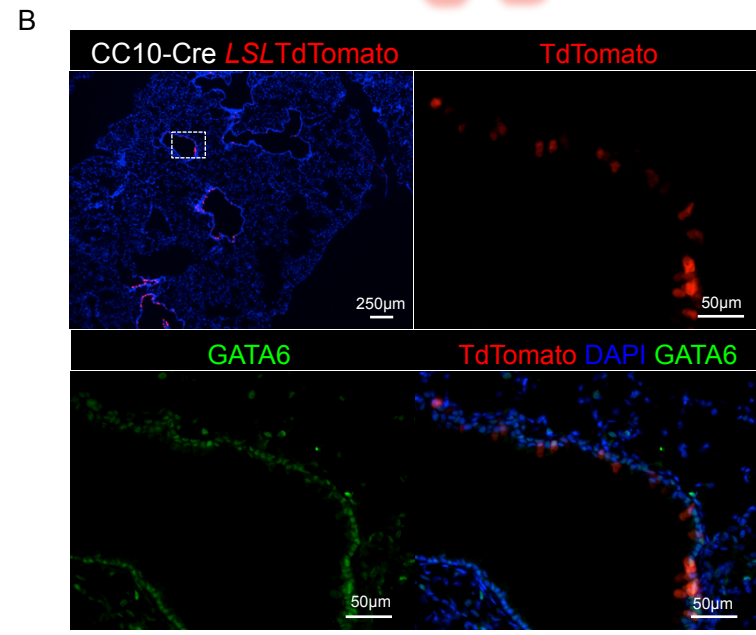 B
CC10-Cre LSLTdTomato
TdTomato
250µm
50µm
GATA6
TdTomato DAPI GATA6
50µm
50µm